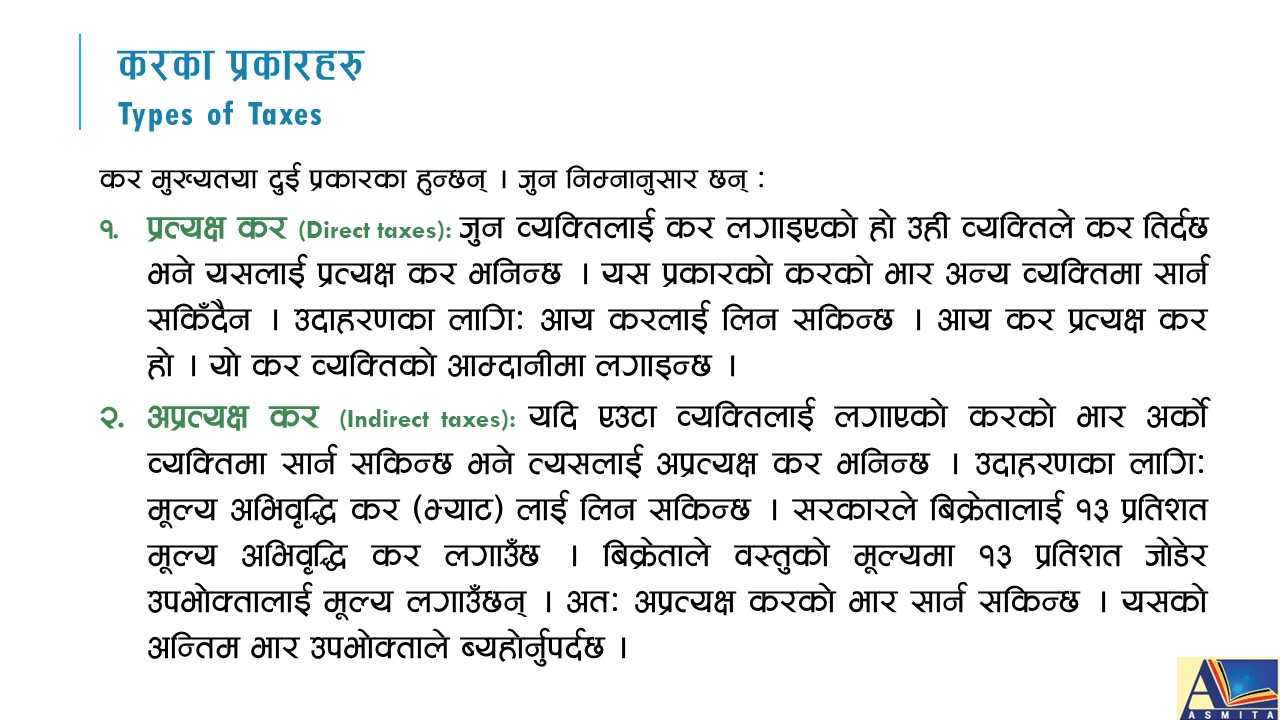 करका प्रकारहरु
Types of Taxes
कर मुख्यतया दुई प्रकारका हुन्छन् । जुन निम्नानुसार छन् :
१. प्रत्यक्ष कर (Direct taxes): जुन व्यक्तिलाई कर लगाइएको हो उही व्यक्तिले कर तिर्दछ
भने यसलाई प्रत्यक्ष कर भनिन्छ । यस प्रकारको करको भार अन्य व्यक्तिमा सार्न
सकिँदैन । उदाहरणका लागि: आय करलाई लिन सकिन्छ । आय कर प्रत्यक्ष कर
हो । यो कर व्यक्तिको आम्दानीमा लगाइन्छ ।
२. अप्रत्यक्ष कर (Indirect taxes): यदि एउटा व्यक्तिलाई लगाएको करको भार अर्को
व्यक्तिमा सार्न सकिन्छ भने त्यसलाई अप्रत्यक्ष कर भनिन्छ । उदाहरणका लागि:
मूल्य अभिवृद्धि कर (भ्याट) लाई लिन सकिन्छ । सरकारले बिक्रेतालाई १३ प्रतिशत
मूल्य अभिवृद्धि कर लगाउँछ । बिक्रेताले वस्तुको मूल्यमा १३ प्रतिशत जोडेर
उपभोक्तालाई मूल्य लगाउँछन् । अत: अप्रत्यक्ष करको भार सार्न सकिन्छ । यसको
अन्तिम भार उपभोक्ताले ब्यहोर्नुपर्दछ ।
ASMITA